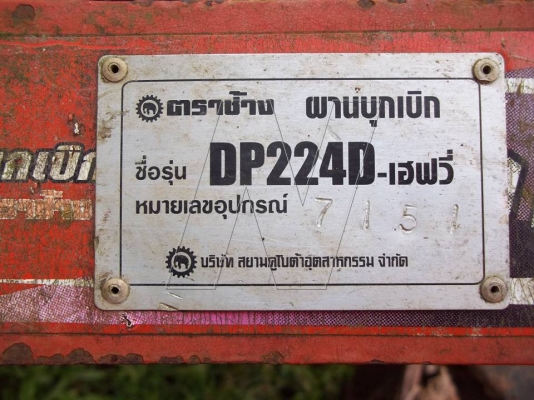 ตราช้าง ผานบุกเบิก
ชื่อรุ่น DP224D-เฮฟวี่
หมายเลขอุปกรณ์ 7151
บริษัท สยามคูโบต้าอุตสาหกรรม จำกัด